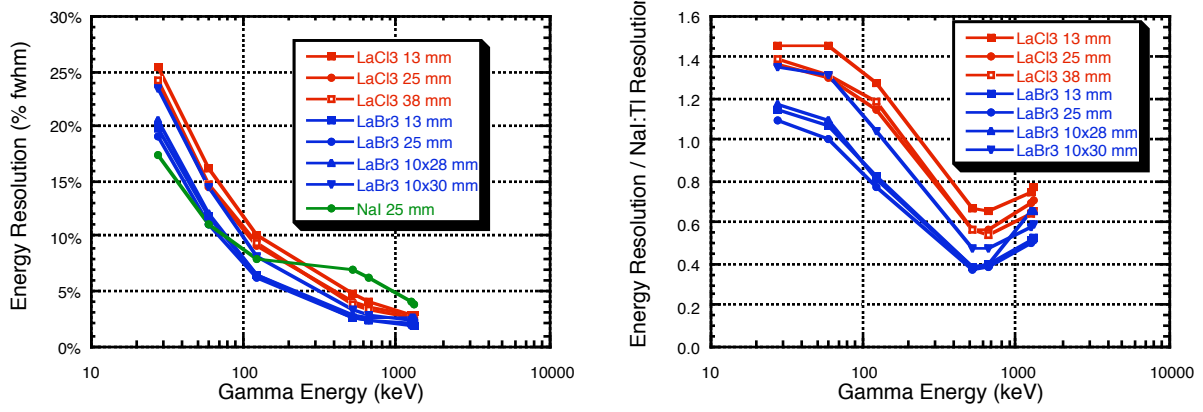 30%
25%
20%
15%
10%
5%
0%
Energy Resolution (% fwhm)
LaCl3 13 mm
LaCl3 25 mm
LaCl3 38 mm
LaBr3 13 mm
LaBr3 25 mm
LaBr3 10x28 mm
LaBr3 10x30 mm
NaI 25 mm
10
100
1000
10000
Gamma Energy (keV)
1.6
1.4
1.2
1.0
0.8
0.6
0.4
0.2
0.0
Energy Resolution / NaI:Tl Resolution
LaCl3 13 mm
LaCl3 25 mm
LaCl3 38 mm
LaBr3 13 mm
LaBr3 25 mm
LaBr3 10x28 mm
LaBr3 10x30 mm
10
100
1000
10000
Gamma Energy (keV)